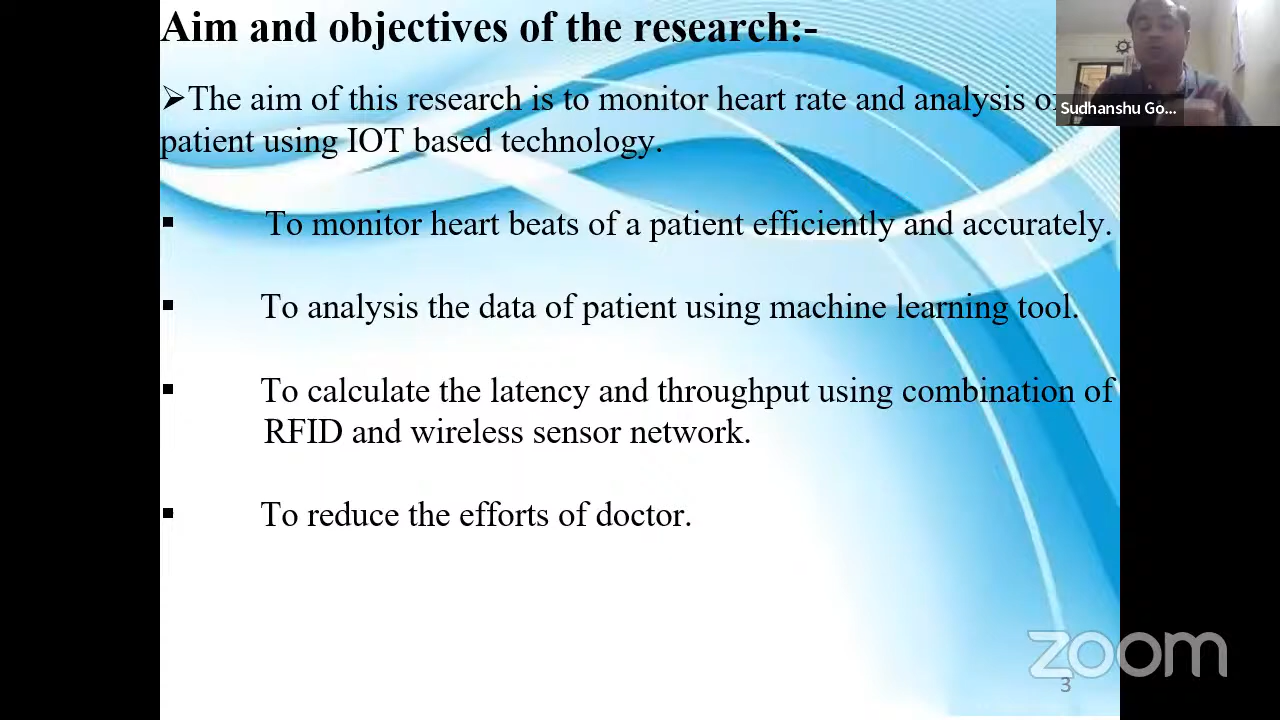 Aim and objectives of the research:-
➢The aim of this research is to monitor heart rate and analysis
patient using IOT based technology.
▪ To monitor heart beats of a patient efficiently and accurately.
▪ To analysis the data of patient using machine learning tool.
▪ To calculate the latency and throughput using combination of
RFID and wireless sensor network.
▪ To reduce the efforts of doctor.
Sudhanshu Go...
zoom
3